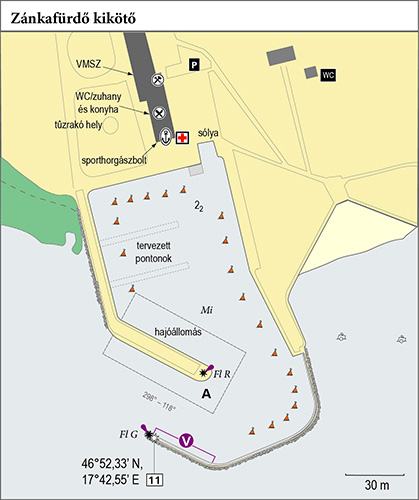 Zánkafürdő kikötő
VMSZ
P
WC
WC/zuhany
és konyha
tűzrakó hely
sporthorgászbolt
sólya
2₂
tervezett
pontonok
Mi
hajóállomás
Fl R
A
298° – 118°
Fl G
V
46°52,33’ N,
17°42,55’ E
11
30 m